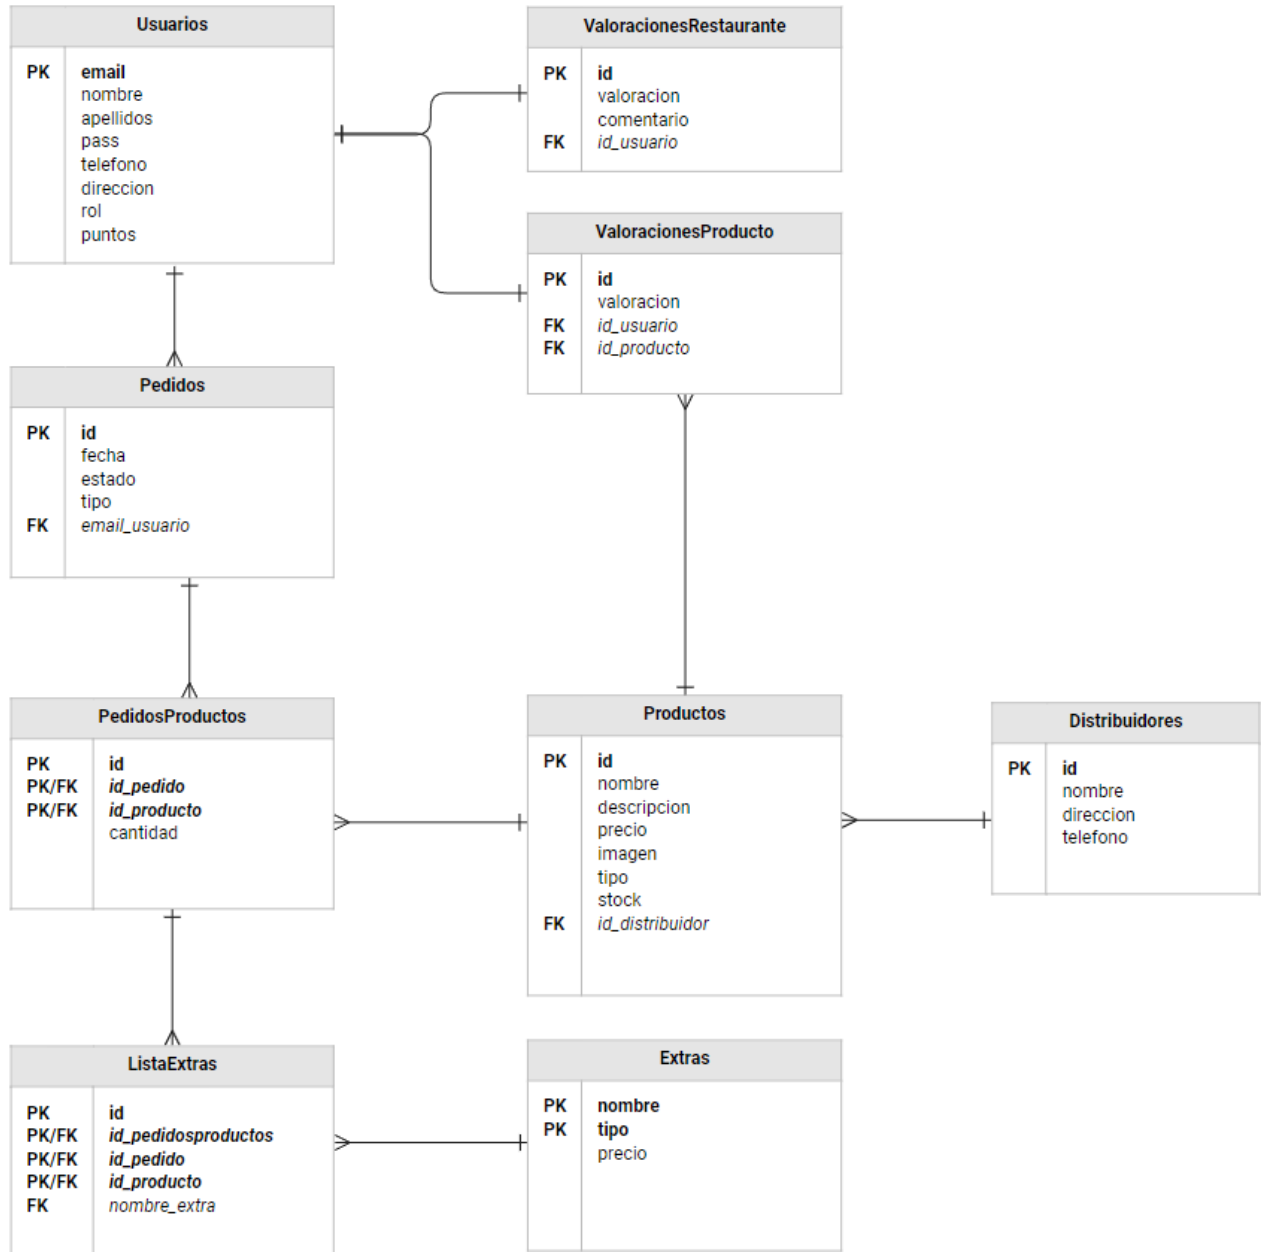 Usuarios
PK email
nombre
apellidos
pass
telefono
direccion
rol
puntos
ValoracionesRestaurante
PK id
valoracion
comentario
FK id_usuario
ValoracionesProducto
PK id
valoracion
FK id_usuario
FK id_producto
Pedidos
PK id
fecha
estado
tipo
FK email_usuario
PedidosProductos
PK id
PK/FK id_pedido
PK/FK id_producto
cantidad
Productos
PK id
nombre
descripcion
precio
imagen
tipo
stock
FK id_distribuidor
Distribuidores
PK id
nombre
direccion
telefono
ListaExtras
PK id
PK/FK id_pedidosproductos
PK/FK id_pedido
PK/FK id_producto
FK nombre_extra
Extras
PK nombre
PK tipo
precio